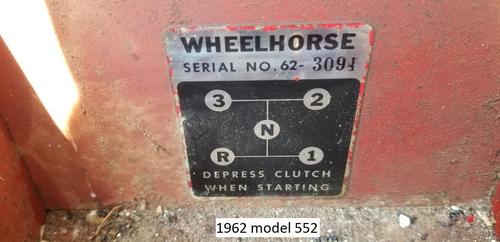 WHEELHORSE
SERIAL NO. 62- 3094
3 2
N
R 1
DEPRESS CLUTCH
WHEN STARTING
1962 model 552